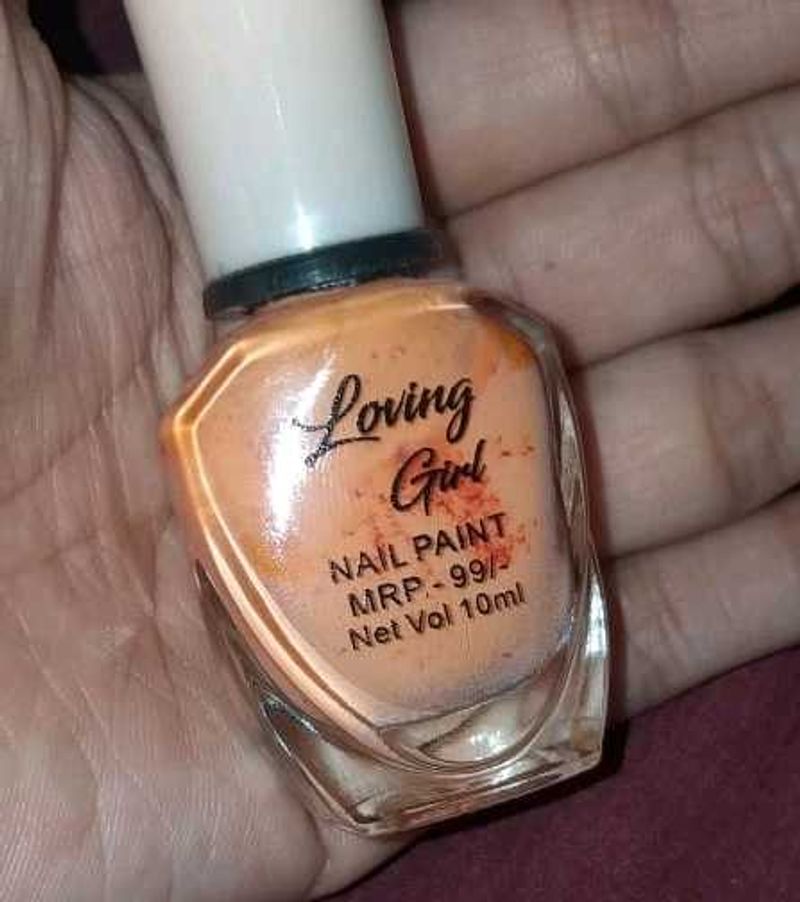 Loving
Girl
NAIL PAINT
MRP.- 99/-
Net Vol 10ml